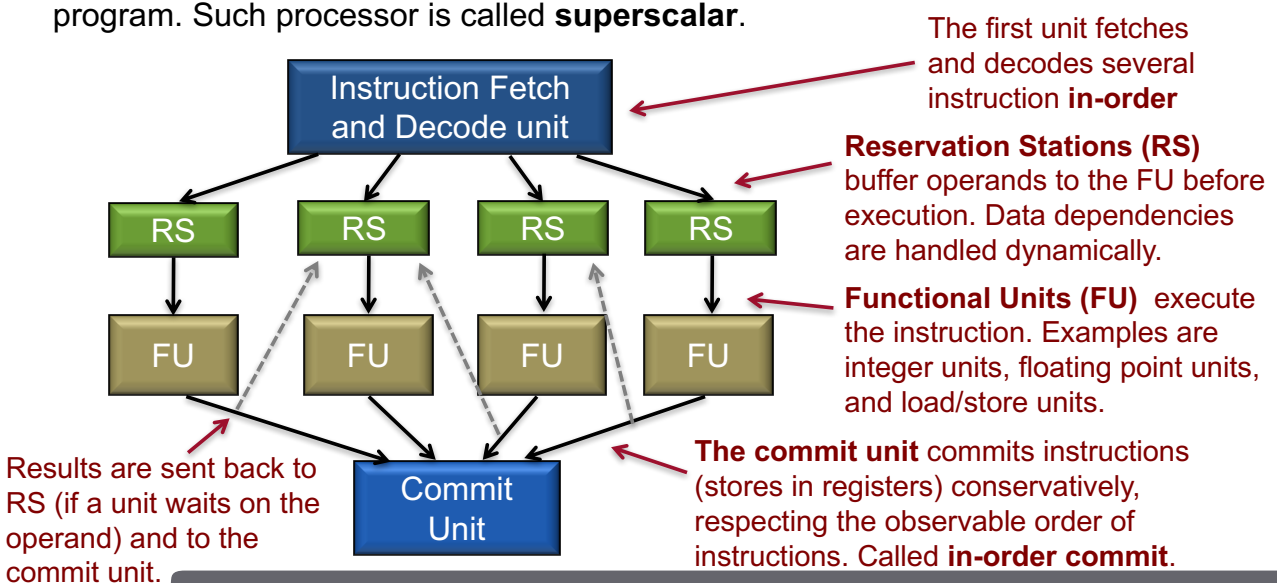 program. Such processor is called superscalar.
The first unit fetches
and decodes several
instruction in-order
Instruction Fetch
and Decode unit
Reservation Stations (RS)
buffer operands to the FU before
execution. Data dependencies
are handled dynamically.
RS
RS
RS
RS
Functional Units (FU) execute
the instruction. Examples are
integer units, floating point units,
and load/store units.
FU
FU
FU
FU
Results are sent back to
RS (if a unit waits on the
operand) and to the
commit unit.
Commit
Unit
The commit unit commits instructions
(stores in registers) conservatively,
respecting the observable order of
instructions. Called in-order commit.